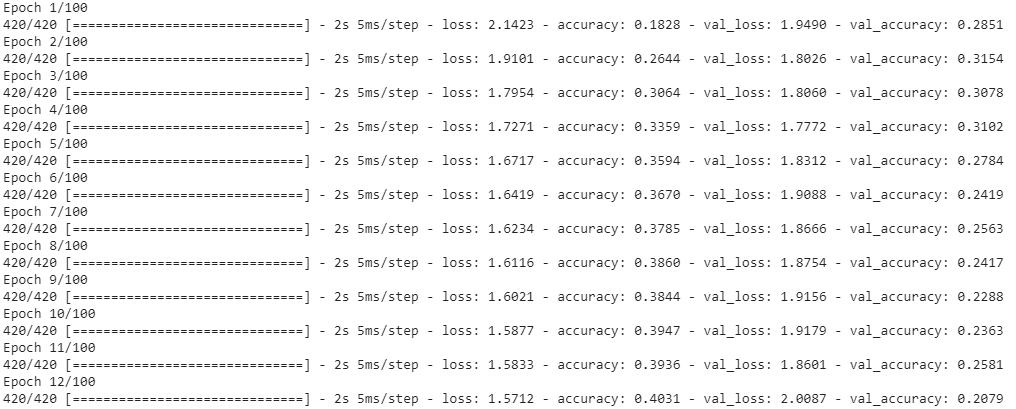 Epoch 1/100
420/420 [==============================] - 2s 5ms/step - loss: 2.1423 - accuracy: 0.1828 - val_loss: 1.9490 - val_accuracy: 0.2851
Epoch 2/100
420/420 [==============================] - 2s 5ms/step - loss: 1.9101 - accuracy: 0.2644 - val_loss: 1.8026 - val_accuracy: 0.3154
Epoch 3/100
420/420 [==============================] - 2s 5ms/step - loss: 1.7954 - accuracy: 0.3064 - val_loss: 1.8060 - val_accuracy: 0.3078
Epoch 4/100
420/420 [==============================] - 2s 5ms/step - loss: 1.7271 - accuracy: 0.3359 - val_loss: 1.7772 - val_accuracy: 0.3102
Epoch 5/100
420/420 [==============================] - 2s 5ms/step - loss: 1.6717 - accuracy: 0.3594 - val_loss: 1.8312 - val_accuracy: 0.2784
Epoch 6/100
420/420 [==============================] - 2s 5ms/step - loss: 1.6419 - accuracy: 0.3670 - val_loss: 1.9088 - val_accuracy: 0.2419
Epoch 7/100
420/420 [==============================] - 2s 5ms/step - loss: 1.6234 - accuracy: 0.3785 - val_loss: 1.8666 - val_accuracy: 0.2563
Epoch 8/100
420/420 [==============================] - 2s 5ms/step - loss: 1.6116 - accuracy: 0.3860 - val_loss: 1.8754 - val_accuracy: 0.2417
Epoch 9/100
420/420 [==============================] - 2s 5ms/step - loss: 1.6021 - accuracy: 0.3844 - val_loss: 1.9156 - val_accuracy: 0.2288
Epoch 10/100
420/420 [==============================] - 2s 5ms/step - loss: 1.5877 - accuracy: 0.3947 - val_loss: 1.9179 - val_accuracy: 0.2363
Epoch 11/100
420/420 [==============================] - 2s 5ms/step - loss: 1.5833 - accuracy: 0.3936 - val_loss: 1.8601 - val_accuracy: 0.2581
Epoch 12/100
420/420 [==============================] - 2s 5ms/step - loss: 1.5712 - accuracy: 0.4031 - val_loss: 2.0087 - val_accuracy: 0.2079